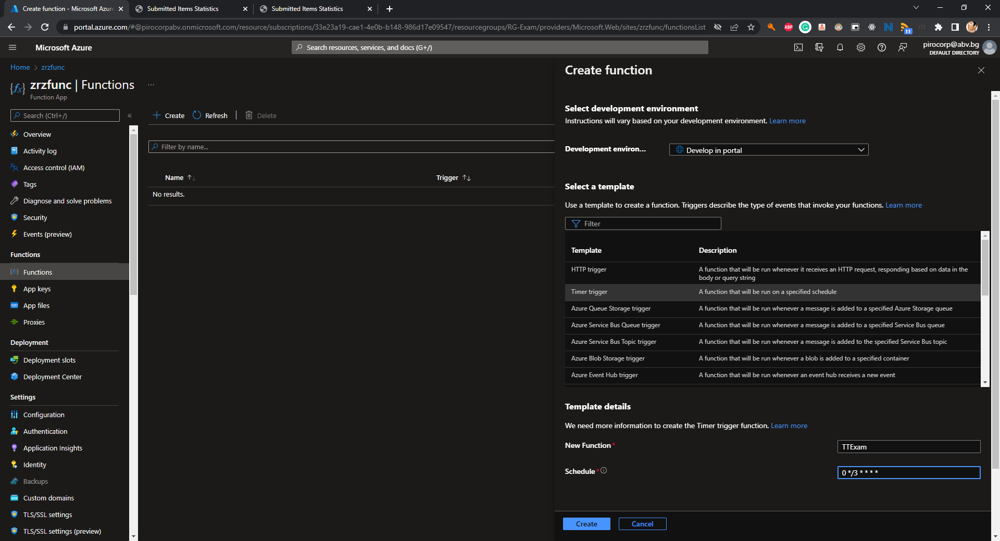 Create function - Microsoft Azure
Submitted Items Statistics
Submitted Items Statistics
portal.azure.com/#@pirocorpabv.onmicrosoft.com/resource/subscriptions/33e23a19-cae1-4e0b-b148-986d17e09547/resourcegroups/RG-Exam/providers/Microsoft.Web/sites/zrzfunc/functionsList
ABP
11
Microsoft Azure
Search resources, services, and docs (G+/)
pirocorp@abv.bg
DEFAULT DIRECTORY
Home > zrzfunc
zrzfunc | Functions ...
Function App
Search (Ctrl+/)
«
Overview
Activity log
Access control (IAM)
Tags
Diagnose and solve problems
Security
Events (preview)
Functions
Functions
App keys
App files
Proxies
Deployment
Deployment slots
Deployment Center
Settings
Configuration
Authentication
Application Insights
Identity
Backups
Custom domains
TLS/SSL settings
TLS/SSL settings (preview)
Create
Refresh
Delete
Filter by name...
Name
Trigger
No results.
Create function
Select development environment
Instructions will vary based on your development environment. Learn more
Development environ...
Develop in portal
Select a template
Use a template to create a function. Triggers describe the type of events that invoke your functions. Learn more
Filter
Template
Description
HTTP trigger
A function that will be run whenever it receives an HTTP request, responding based on data in the
body or query string
Timer trigger
A function that will be run on a specified schedule
Azure Queue Storage trigger
A function that will be run whenever a message is added to a specified Azure Storage queue
Azure Service Bus Queue trigger
A function that will be run whenever a message is added to a specified Service Bus queue
Azure Service Bus Topic trigger
A function that will be run whenever a message is added to the specified Service Bus topic
Azure Blob Storage trigger
A function that will be run whenever a blob is added to a specified container
Azure Event Hub trigger
A function that will be run whenever an event hub receives a new event
Template details
We need more information to create the Timer trigger function. Learn more
New Function*
TTExam
Schedule*
0 */3 * * * *
Create
Cancel